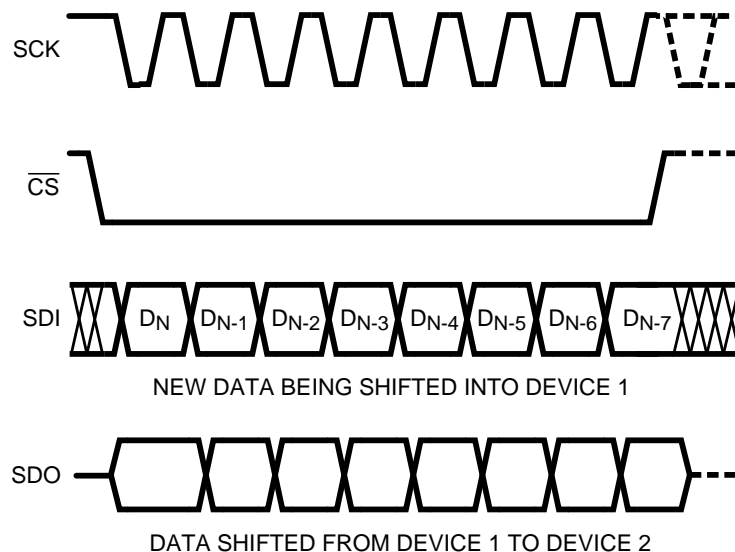 SCK
CS
SDI
DN DN-1 DN-2 DN-3 DN-4 DN-5 DN-6 DN-7
NEW DATA BEING SHIFTED INTO DEVICE 1
SDO
DATA SHIFTED FROM DEVICE 1 TO DEVICE 2